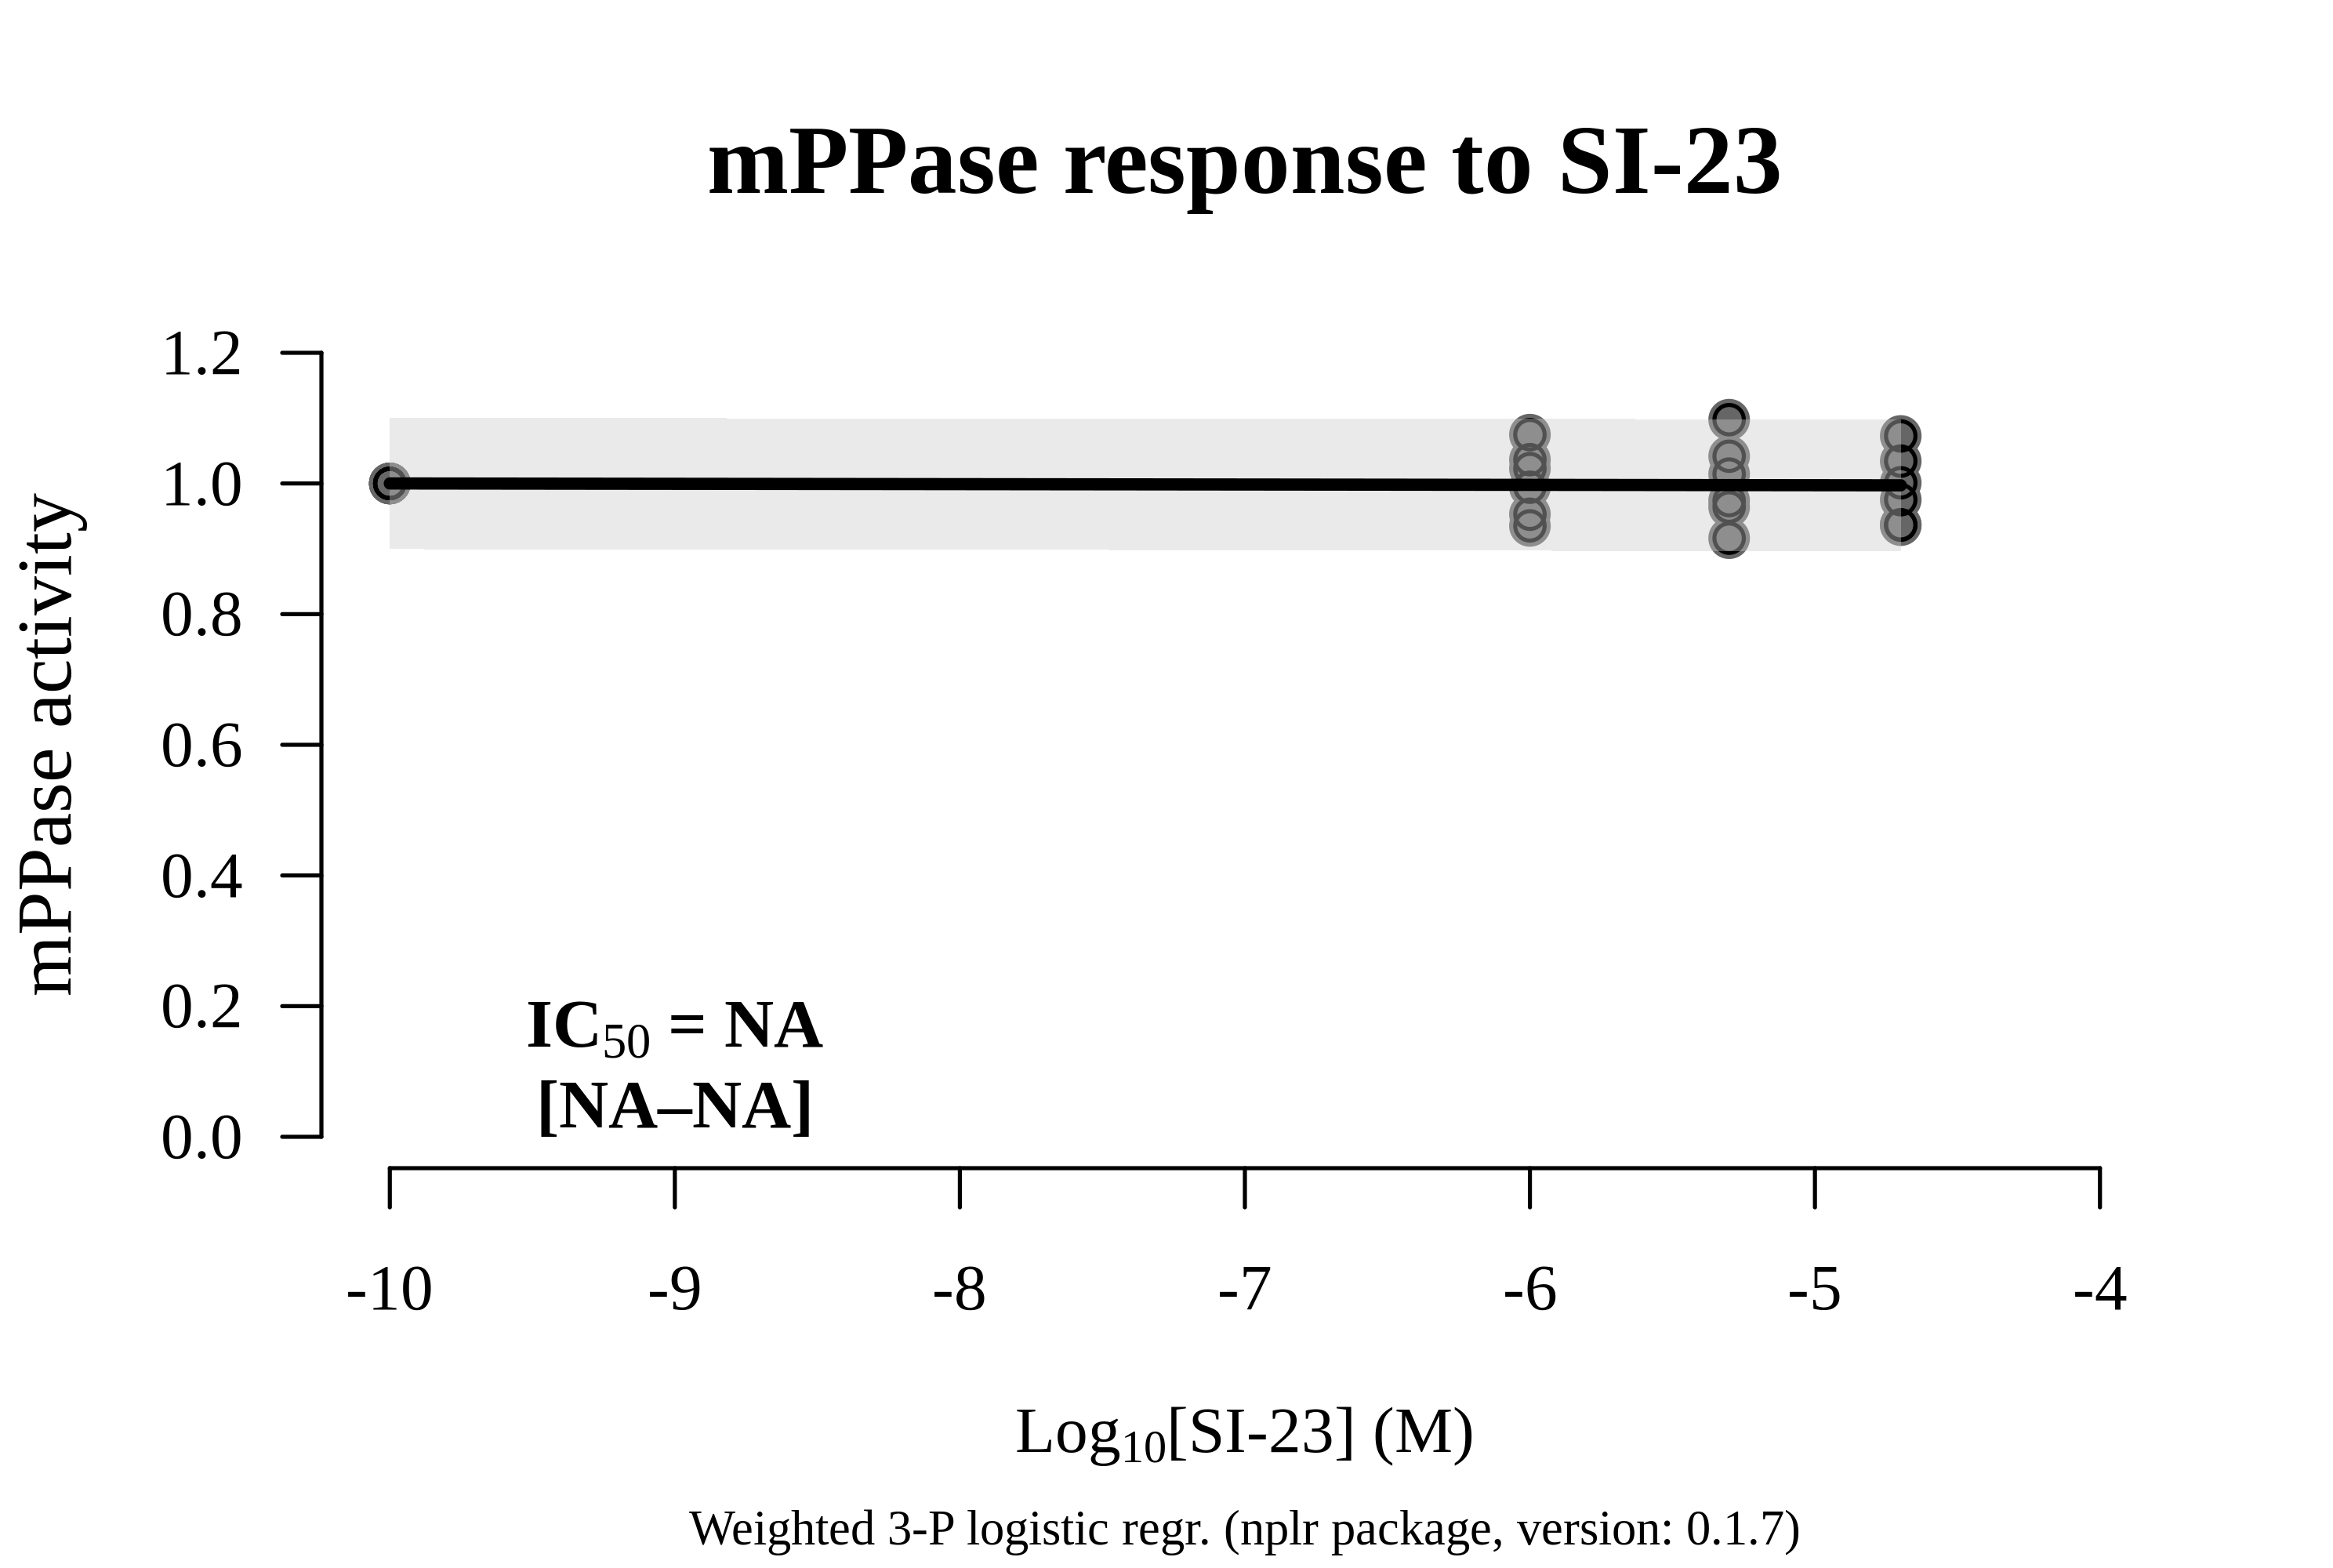 mPPase response to SI-23
1.2
1.0
0.8
0.6
0.4
0.2
0.0
mPPase activity
IC50 = NA
[NA–NA]
-10 -9 -8 -7 -6 -5 -4
Log10[SI-23] (M)
Weighted 3-P logistic regr. (nplr package, version: 0.1.7)